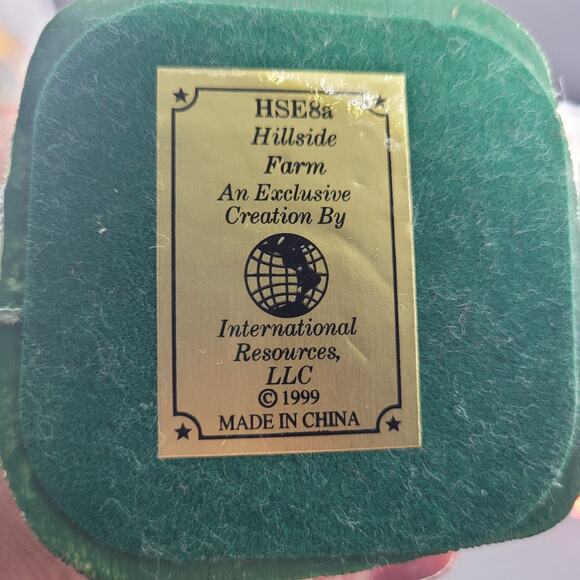 HSE8a
Hillside
Farm
An Exclusive
Creation By
International
Resources,
LLC
© 1999
MADE IN CHINA